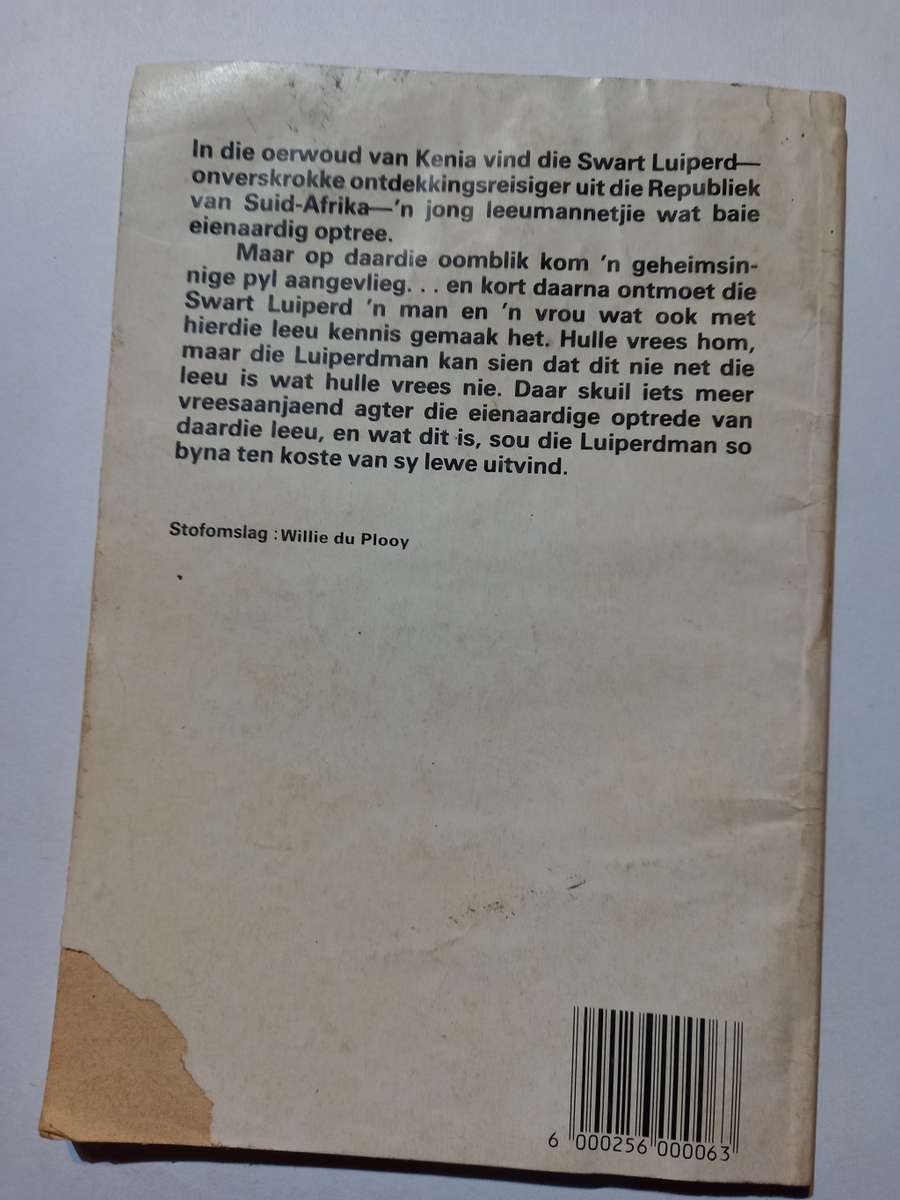 In die oerwoud van Kenia vind die Swart Luiperd—
onverskrokke ontdekkingsreisiger uit die Republiek
van Suid-Afrika—'n jong leeumannetjie wat baie
eienaardig optree.
Maar op daardie oomblik kom 'n geheimsin-
nige pyl aangevlieg. . . en kort daarna ontmoet die
Swart Luiperd 'n man en 'n vrou wat ook met
hierdie leeu kennis gemaak het. Hulle vrees hom,
maar die Luiperdman kan sien dat dit nie net die
leeu is wat hulle vrees nie. Daar skuil iets meer
vreesaanjaend agter die eienaardige optrede van
daardie leeu, en wat dit is, sou die Luiperdman so
byna ten koste van sy lewe uitvind.
Stofomslag : Willie du Plooy
6 000256 000063